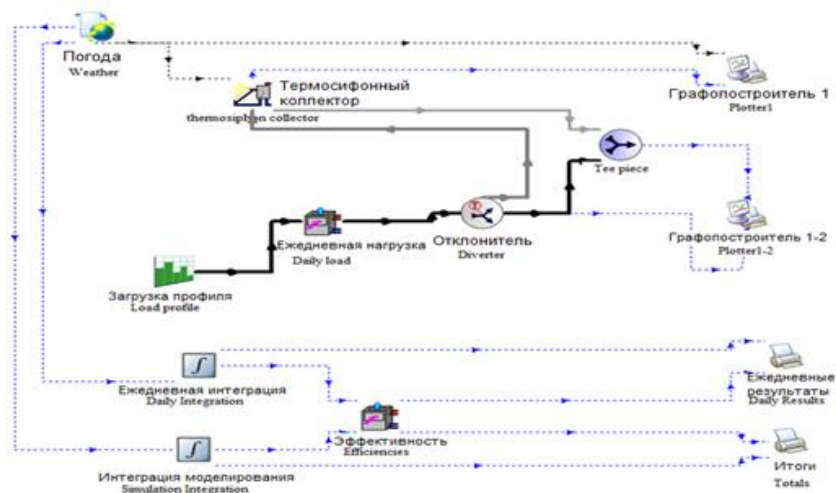 Погода
Weather
Термосифонный
коллектор
thermosiphon collector
Графопостроитель 1
Plotter1
Tee piece
Ежедневная нагрузка
Daily load
Отклонитель
Diverter
Графопостроитель 1-2
Plotter1-2
Загрузка профиля
Load profile
Ежедневная интеграция
Daily Integration
Ежедневные
результаты
Daily Results
Эффективность
Efficiencies
Интеграция моделирования
Simulation Integration
Итоги
Totals